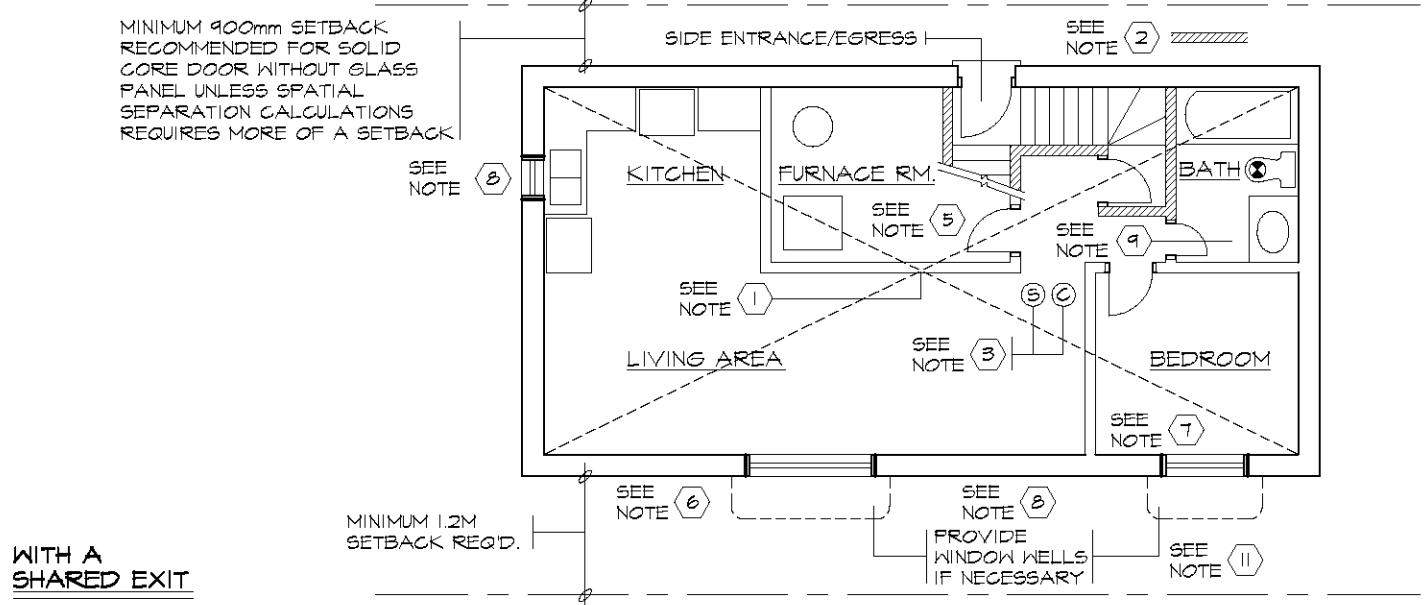 MINIMUM 900mm SETBACK
RECOMMENDED FOR SOLID
CORE DOOR WITHOUT GLASS
PANEL UNLESS SPATIAL
SEPARATION CALCULATIONS
REQUIRES MORE OF A SETBACK
SIDE ENTRANCE/EGRESS
SEE
NOTE 2
SEE
NOTE 8
KITCHEN
FURNACE RM.
BATH
SEE
NOTE 5
SEE
NOTE 9
SEE
NOTE 1
S C
SEE
NOTE 3
LIVING AREA
BEDROOM
SEE
NOTE 7
SEE
NOTE 6
SEE
NOTE 8
MINIMUM 1.2M
SETBACK REQ'D.
PROVIDE
WINDOW WELLS
IF NECESSARY
SEE
NOTE 11
WITH A
SHARED EXIT